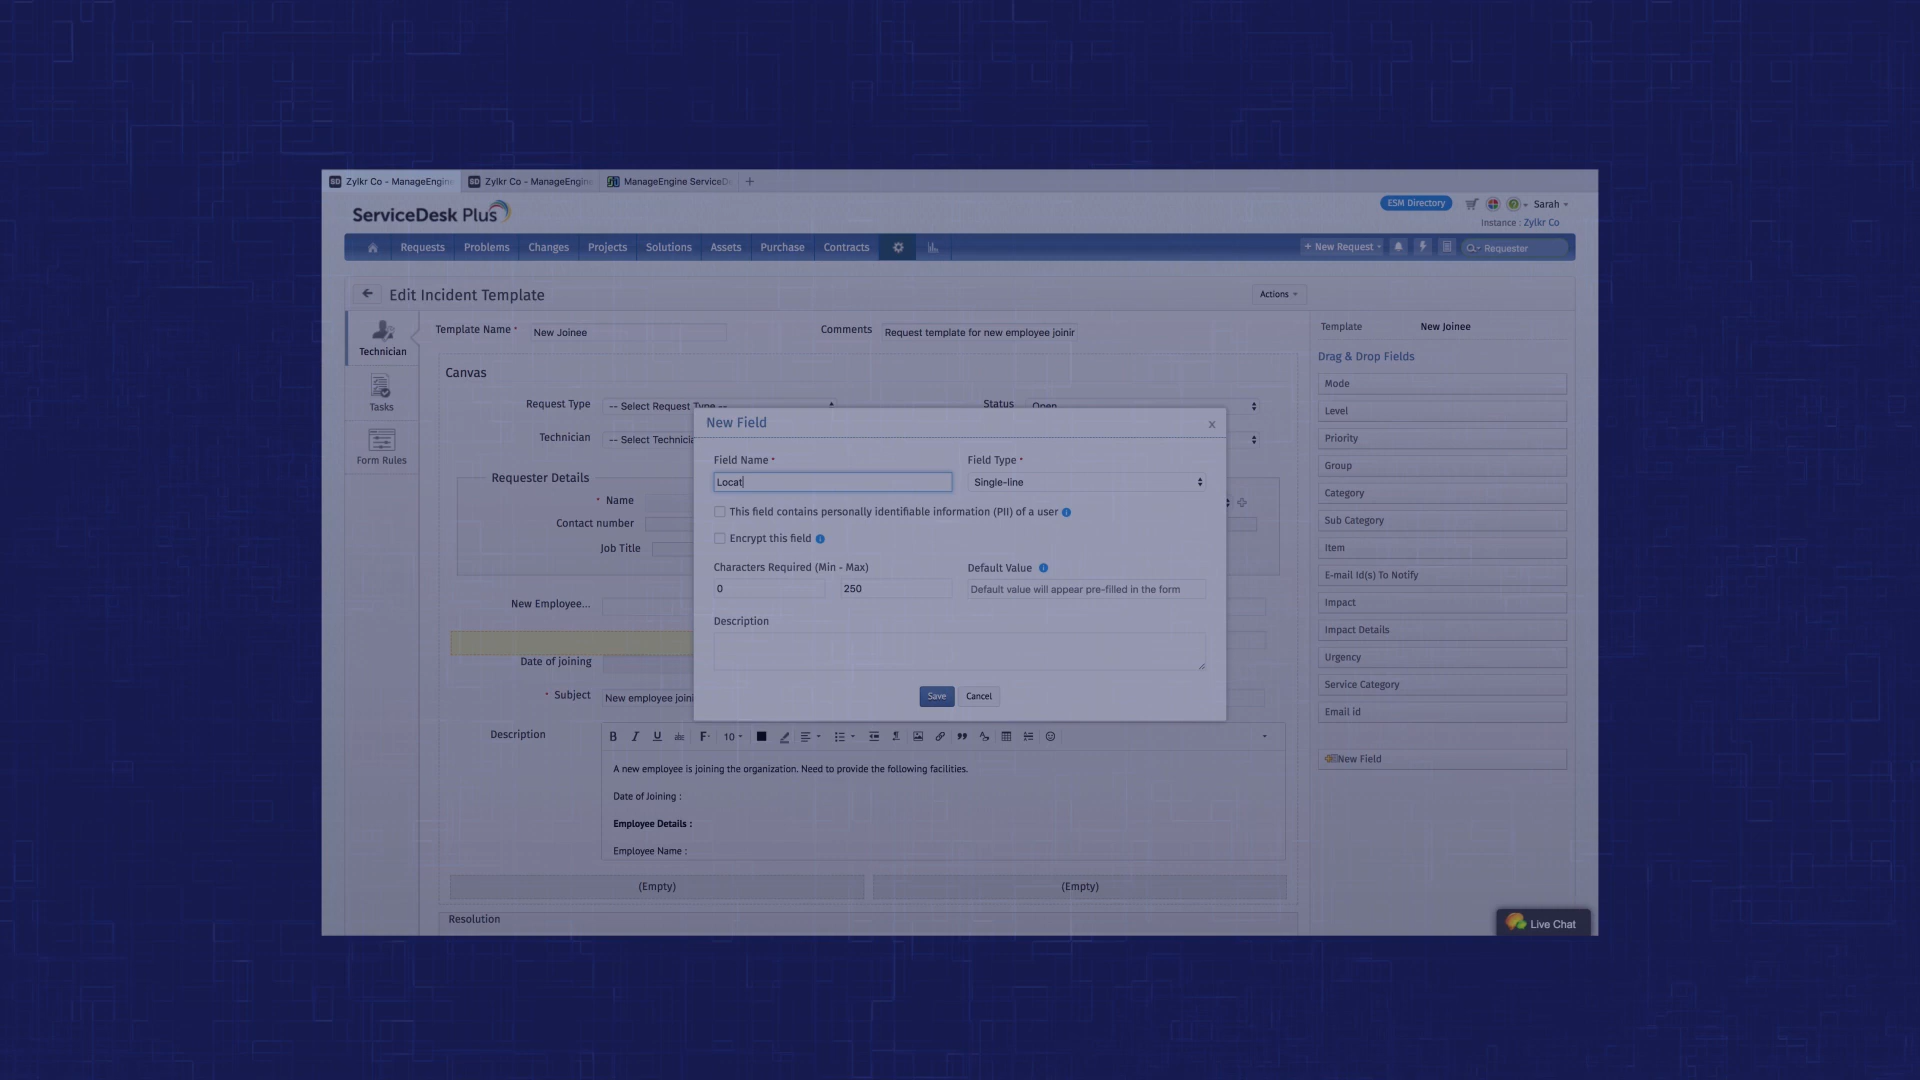 Zylkr Co - ManageEngine
Zylkr Co - ManageEngine
ManageEngine ServiceD
ServiceDesk Plus
ESM Directory
Sarah
Instance : Zylkr Co
Requests
Problems
Changes
Projects
Solutions
Assets
Purchase
Contracts
+ New Request
Requester
Edit Incident Template
Actions
Technician
Tasks
Form Rules
Template Name *
New Joinee
Comments
Request template for new employee joinir
Template
New Joinee
Canvas
Request Type
-- Select Request Type --
Status
Open
Technician
-- Select Technicia
Requester Details
* Name
Contact number
Job Title
New Employee...
Date of joining
* Subject
New employee joini
Description
10
A new employee is joining the organization. Need to provide the following facilities.
Date of Joining :
Employee Details :
Employee Name :
(Empty)
(Empty)
Resolution
New Field
x
Field Name *
Locat
Field Type *
Single-line
This field contains personally identifiable information (PII) of a user
Encrypt this field
Characters Required (Min - Max)
0
250
Default Value
Default value will appear pre-filled in the form
Description
Save
Cancel
Drag & Drop Fields
Mode
Level
Priority
Group
Category
Sub Category
Item
E-mail Id(s) To Notify
Impact
Impact Details
Urgency
Service Category
Email id
New Field
Live Chat